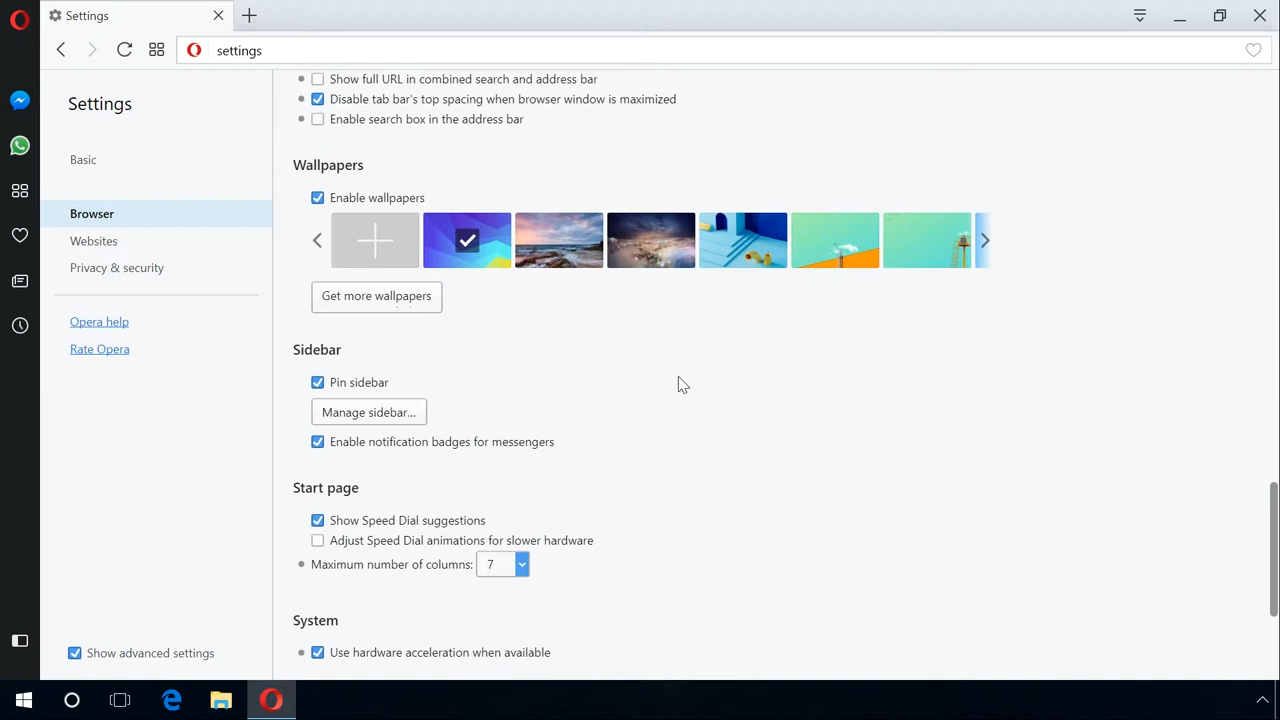 Settings
settings
Settings
Basic
Browser
Websites
Privacy & security
Opera help
Rate Opera
Show advanced settings
Show full URL in combined search and address bar
Disable tab bar's top spacing when browser window is maximized
Enable search box in the address bar
Wallpapers
Enable wallpapers
Get more wallpapers
Sidebar
Pin sidebar
Manage sidebar...
Enable notification badges for messengers
Start page
Show Speed Dial suggestions
Adjust Speed Dial animations for slower hardware
Maximum number of columns: 7
System
Use hardware acceleration when available